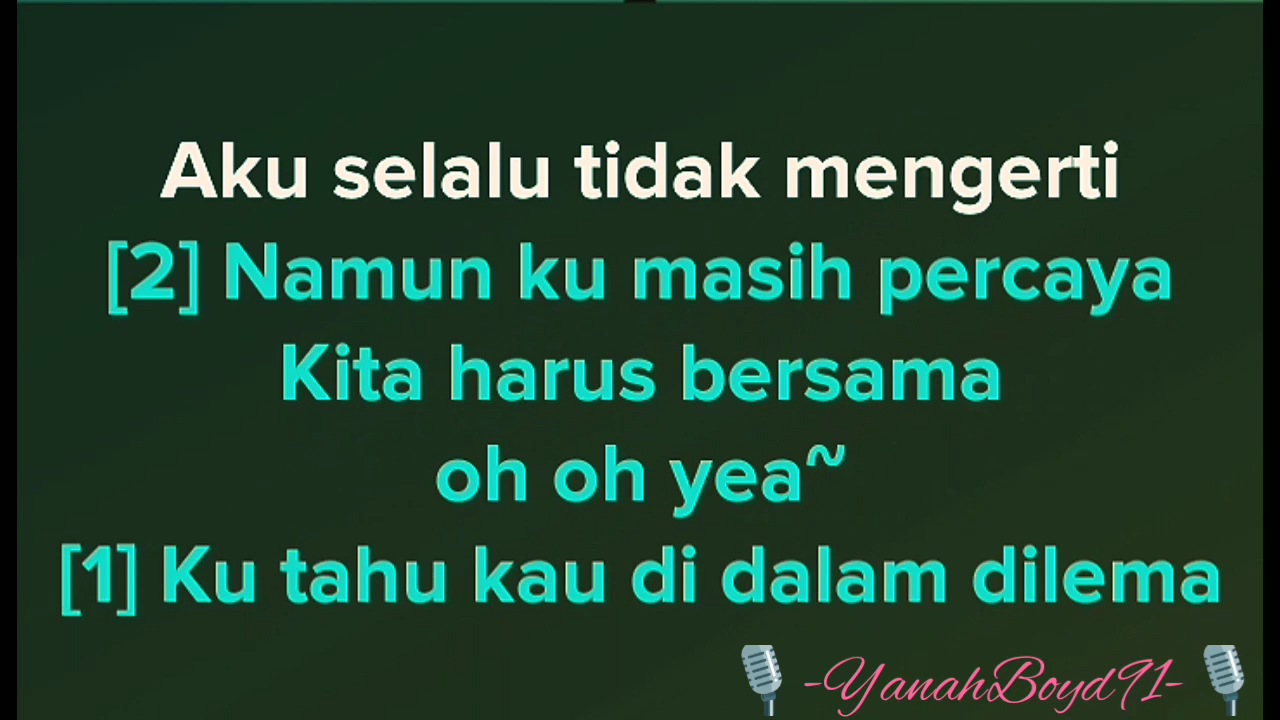 Aku selalu tidak mengerti
[2] Namun ku masih percaya
Kita harus bersama
oh oh yea~
[1] Ku tahu kau di dalam dilema
-YanahBoyd91-